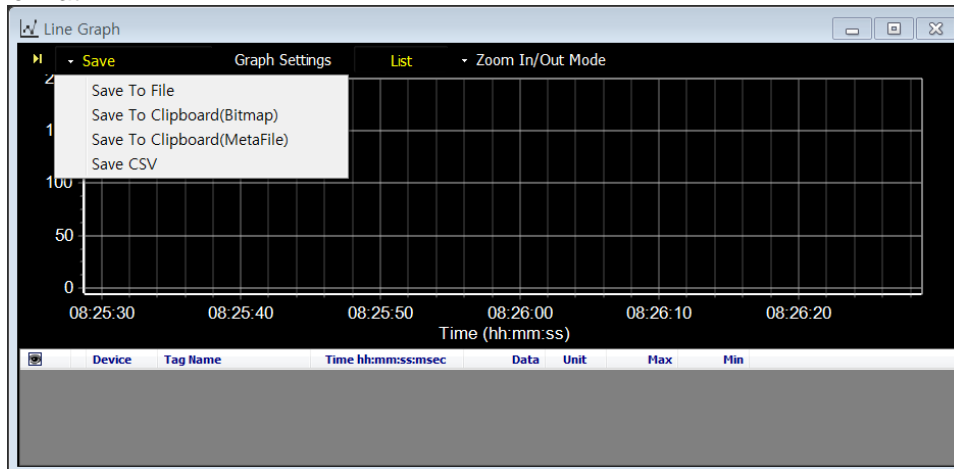 Line Graph
Save Graph Settings List Zoom In/Out Mode
Save To File
Save To Clipboard(Bitmap)
Save To Clipboard(MetaFile)
Save CSV
100
50
0
08:25:30 08:25:40 08:25:50 08:26:00 08:26:10 08:26:20
Time (hh:mm:ss)
Device Tag Name Time hh:mm:ss:msec Data Unit Max Min